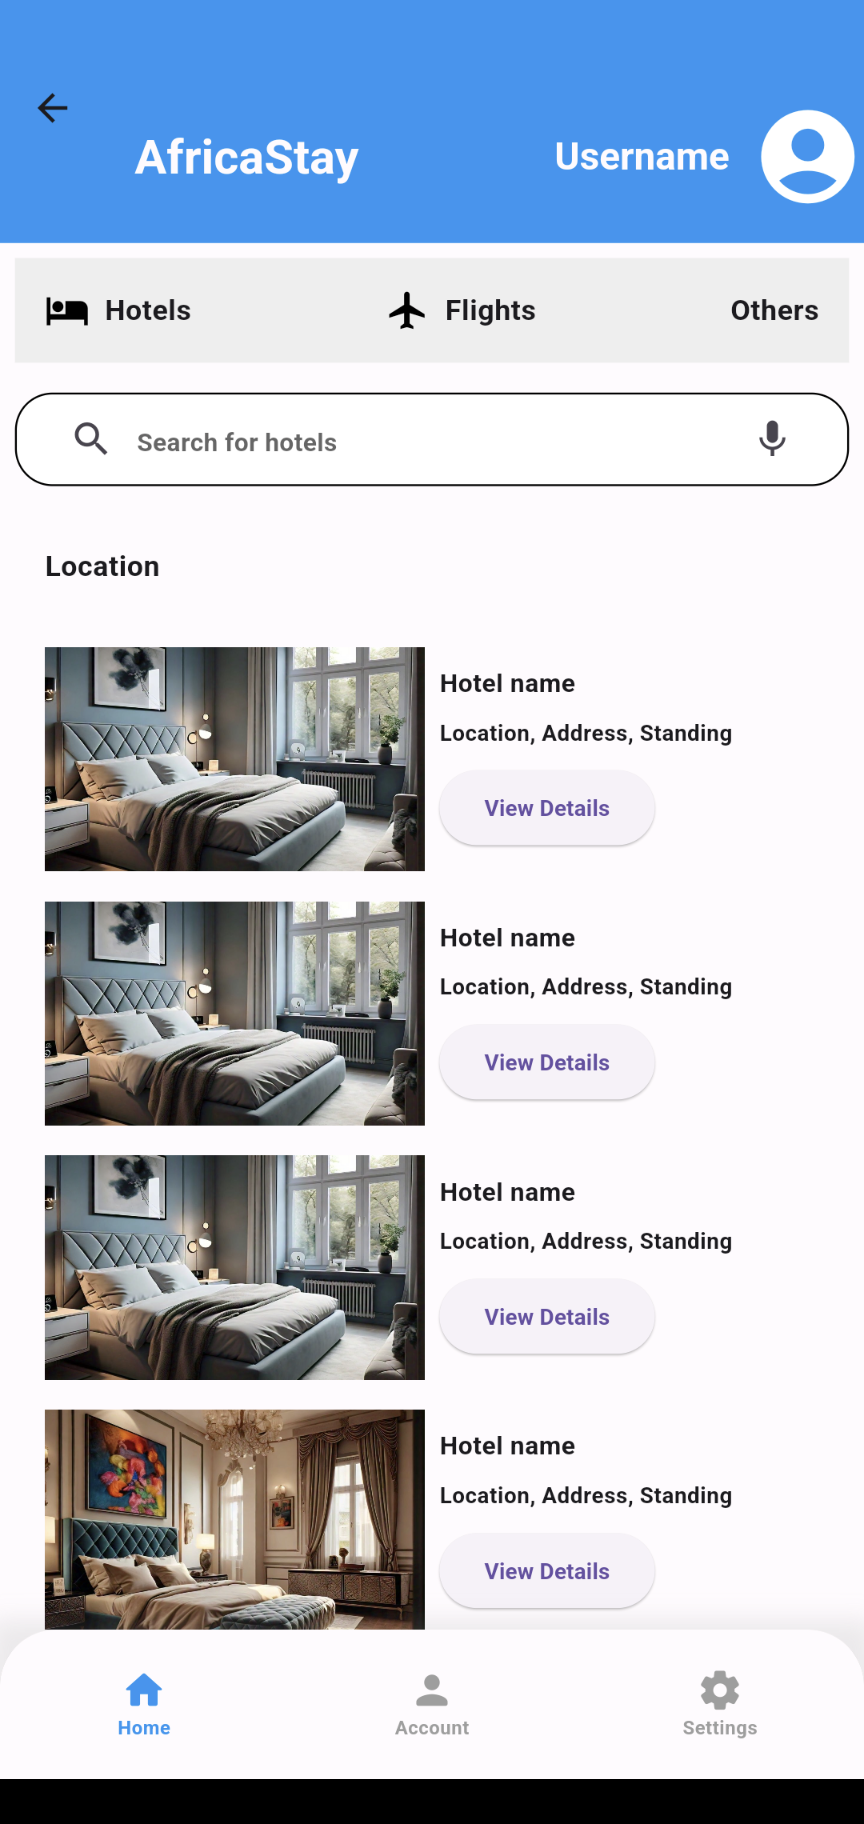 AfricaStay
Username
Hotels
Flights
Others
Search for hotels
Location
Hotel name
Location, Address, Standing
View Details
Hotel name
Location, Address, Standing
View Details
Hotel name
Location, Address, Standing
View Details
Hotel name
Location, Address, Standing
View Details
Home
Account
Settings